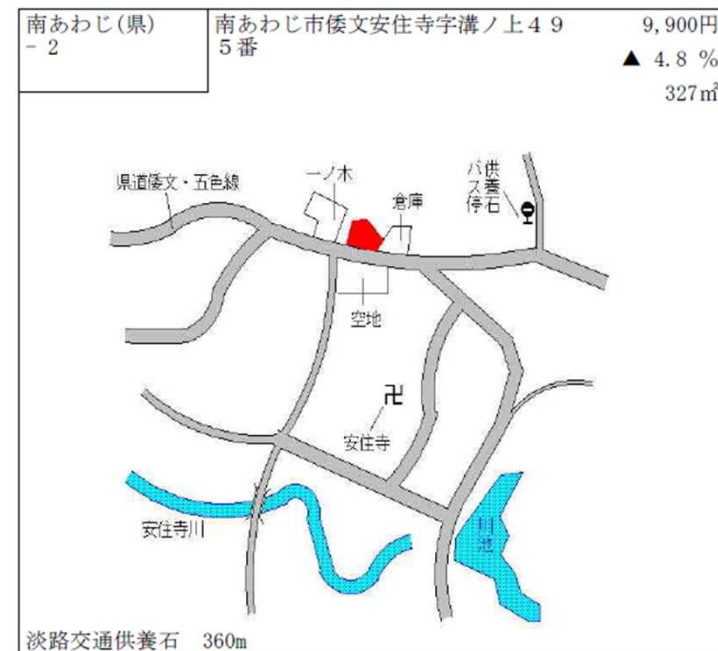 南あわじ(県)
－２
南あわじ市倭文安住寺字溝ノ上４９
５番
9,900円
▲ 4.8 %
327㎡
県道倭文・五色線
一ノ木
倉庫
供養石
バス停
空地
卍
安住寺
安住寺川
川池
淡路交通供養石　360m